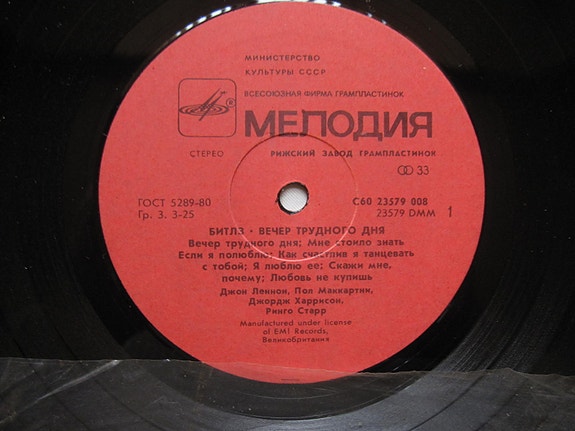 МИНИСТЕРСТВО
КУЛЬТУРЫ СССР
ВСЕСОЮЗНАЯ ФИРМА ГРАМПЛАСТИНОК
МЕЛОДИЯ
СТЕРЕО
РИЖСКИЙ ЗАВОД ГРАМПЛАСТИНОК
33
ГОСТ 5289-80
Гр. 3. 3-25
С60 23579 008
23579 DMM 1
БИТЛЗ · ВЕЧЕР ТРУДНОГО ДНЯ
Вечер трудного дня; Мне стоило знать
Если я полюблю; Как счастлив я танцевать
с тобой; Я люблю ее; Скажи мне,
почему; Любовь не купишь
Джон Леннон, Пол Маккартни,
Джордж Харрисон,
Ринго Старр
Manufactured under license
of EMI Records,
Великобритания